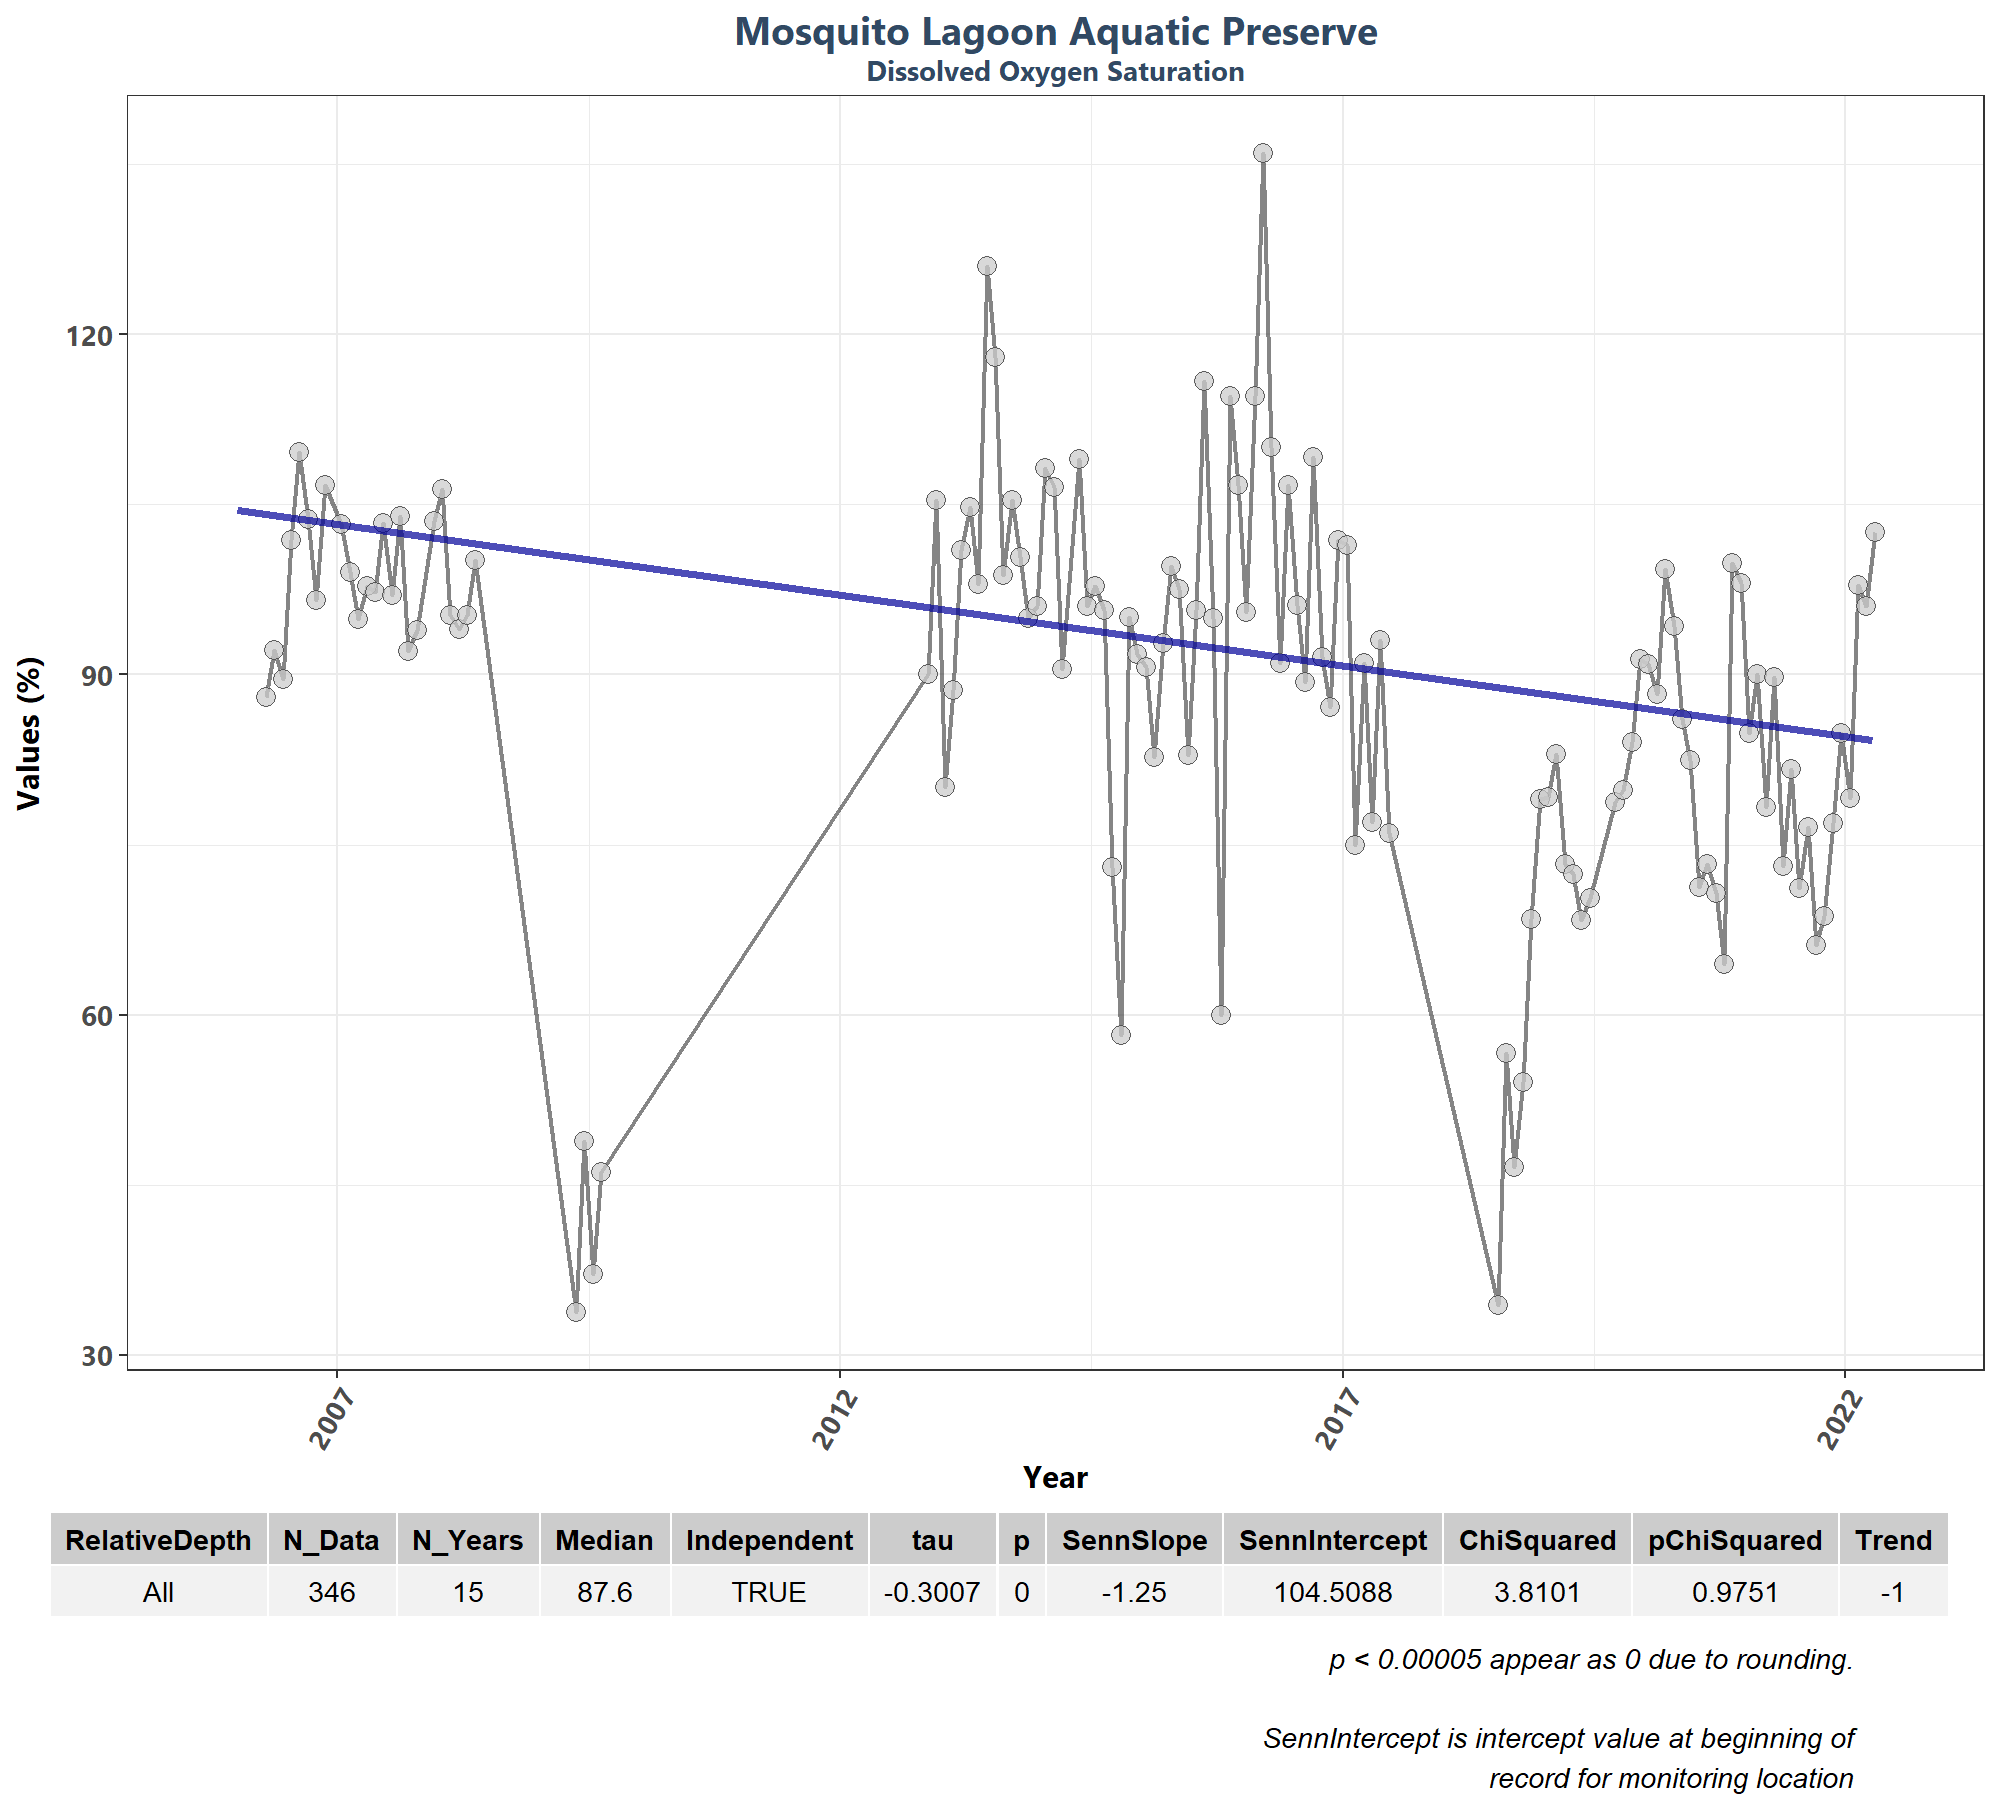 Mosquito Lagoon Aquatic Preserve
Dissolved Oxygen Saturation
Values (%)
120
90
60
30
2007
2012
2017
2022
Year
RelativeDepth N_Data N_Years Median Independent tau p SennSlope SennIntercept ChiSquared pChiSquared Trend
All 346 15 87.6 TRUE -0.3007 0 -1.25 104.5088 3.8101 0.9751 -1
p < 0.00005 appear as 0 due to rounding.
SennIntercept is intercept value at beginning of
record for monitoring location